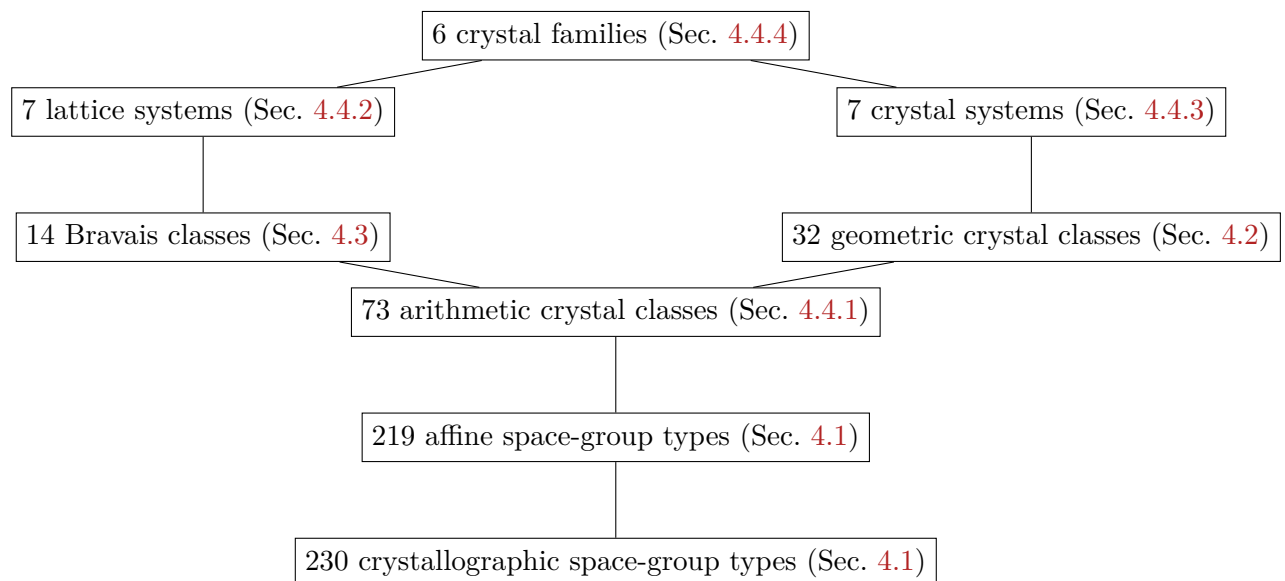 6 crystal families (Sec. 4.4.4)
7 lattice systems (Sec. 4.4.2)
7 crystal systems (Sec. 4.4.3)
14 Bravais classes (Sec. 4.3)
32 geometric crystal classes (Sec. 4.2)
73 arithmetic crystal classes (Sec. 4.4.1)
219 affine space-group types (Sec. 4.1)
230 crystallographic space-group types (Sec. 4.1)